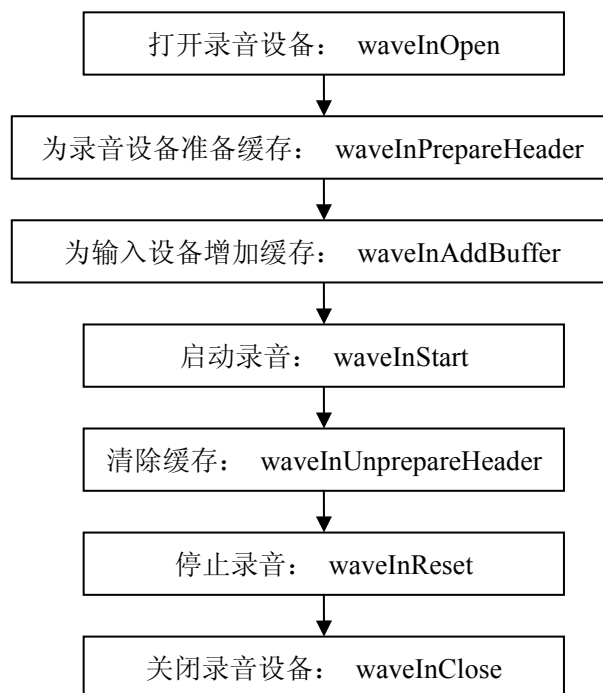 打开录音设备： waveInOpen
为录音设备准备缓存： waveInPrepareHeader
为输入设备增加缓存： waveInAddBuffer
启动录音： waveInStart
清除缓存： waveInUnprepareHeader
停止录音： waveInReset
关闭录音设备： waveInClose